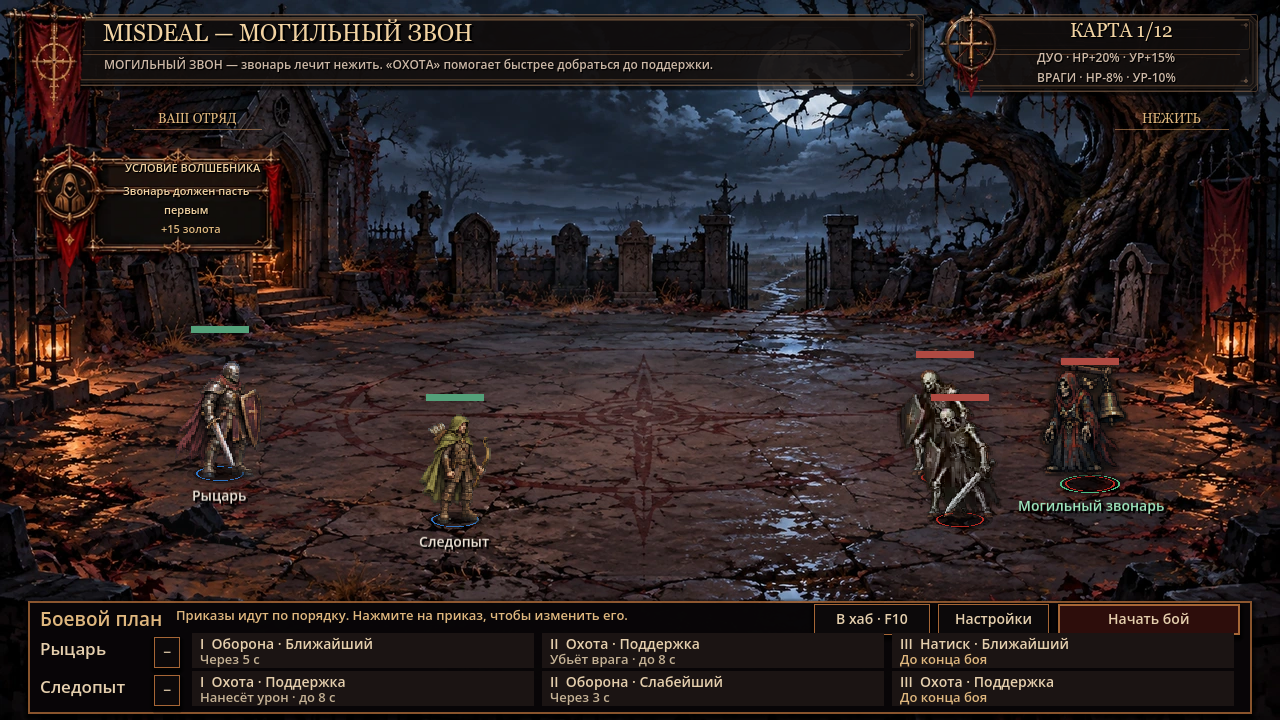 MISDEAL — МОГИЛЬНЫЙ ЗВОН
МОГИЛЬНЫЙ ЗВОН — звонарь лечит нежить. «ОХОТА» помогает быстрее добраться до поддержки.
КАРТА 1/12
ДУО · HP+20% · УР+15%
ВРАГИ · HP-8% · УР-10%
ВАШ ОТРЯД
НЕЖИТЬ
УСЛОВИЕ ВОЛШЕБНИКА
Звонарь должен пасть
первым
+15 золота
Рыцарь
Следопыт
Могильный звонарь
Боевой план
Приказы идут по порядку. Нажмите на приказ, чтобы изменить его.
В хаб · F10
Настройки
Начать бой
Рыцарь
–
I Оборона · Ближайший
Через 5 с
II Охота · Поддержка
Убьёт врага · до 8 с
III Натиск · Ближайший
До конца боя
Следопыт
–
I Охота · Поддержка
Нанесёт урон · до 8 с
II Оборона · Слабейший
Через 3 с
III Охота · Поддержка
До конца боя